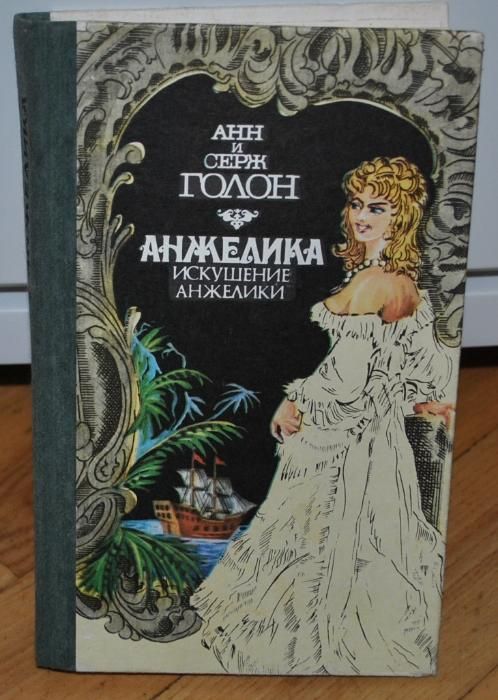 АНН
И
СЕРЖ
ГОЛОН
АНЖЕЛИКА
ИСКУШЕНИЕ
АНЖЕЛИКИ